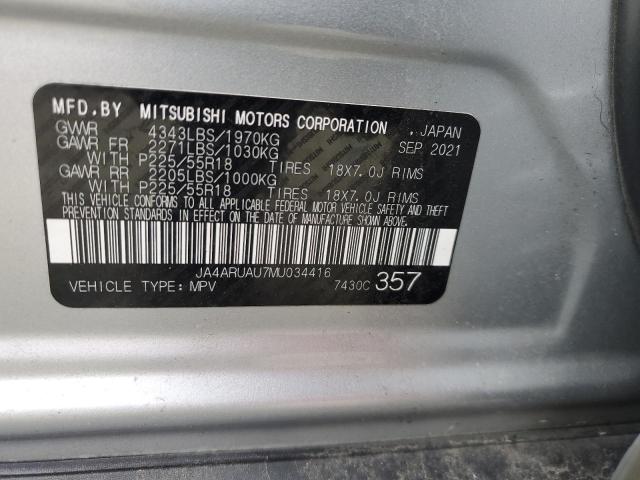 MFD.BY MITSUBISHI MOTORS CORPORATION , JAPAN
GVWR 4343LBS/1970KG SEP 2021
GAWR FR 2271LBS/1030KG
WITH P225/55R18 TIRES 18X7.0J RIMS
GAWR RR 2205LBS/1000KG
WITH P225/55R18 TIRES 18X7.0J RIMS
THIS VEHICLE CONFORMS TO ALL APPLICABLE FEDERAL MOTOR VEHICLE SAFETY AND THEFT
PREVENTION STANDARDS IN EFFECT ON THE DATE OF MANUFACTURE SHOWN ABOVE.
JA4ARUAU7MU034416
VEHICLE TYPE: MPV 7430C 357